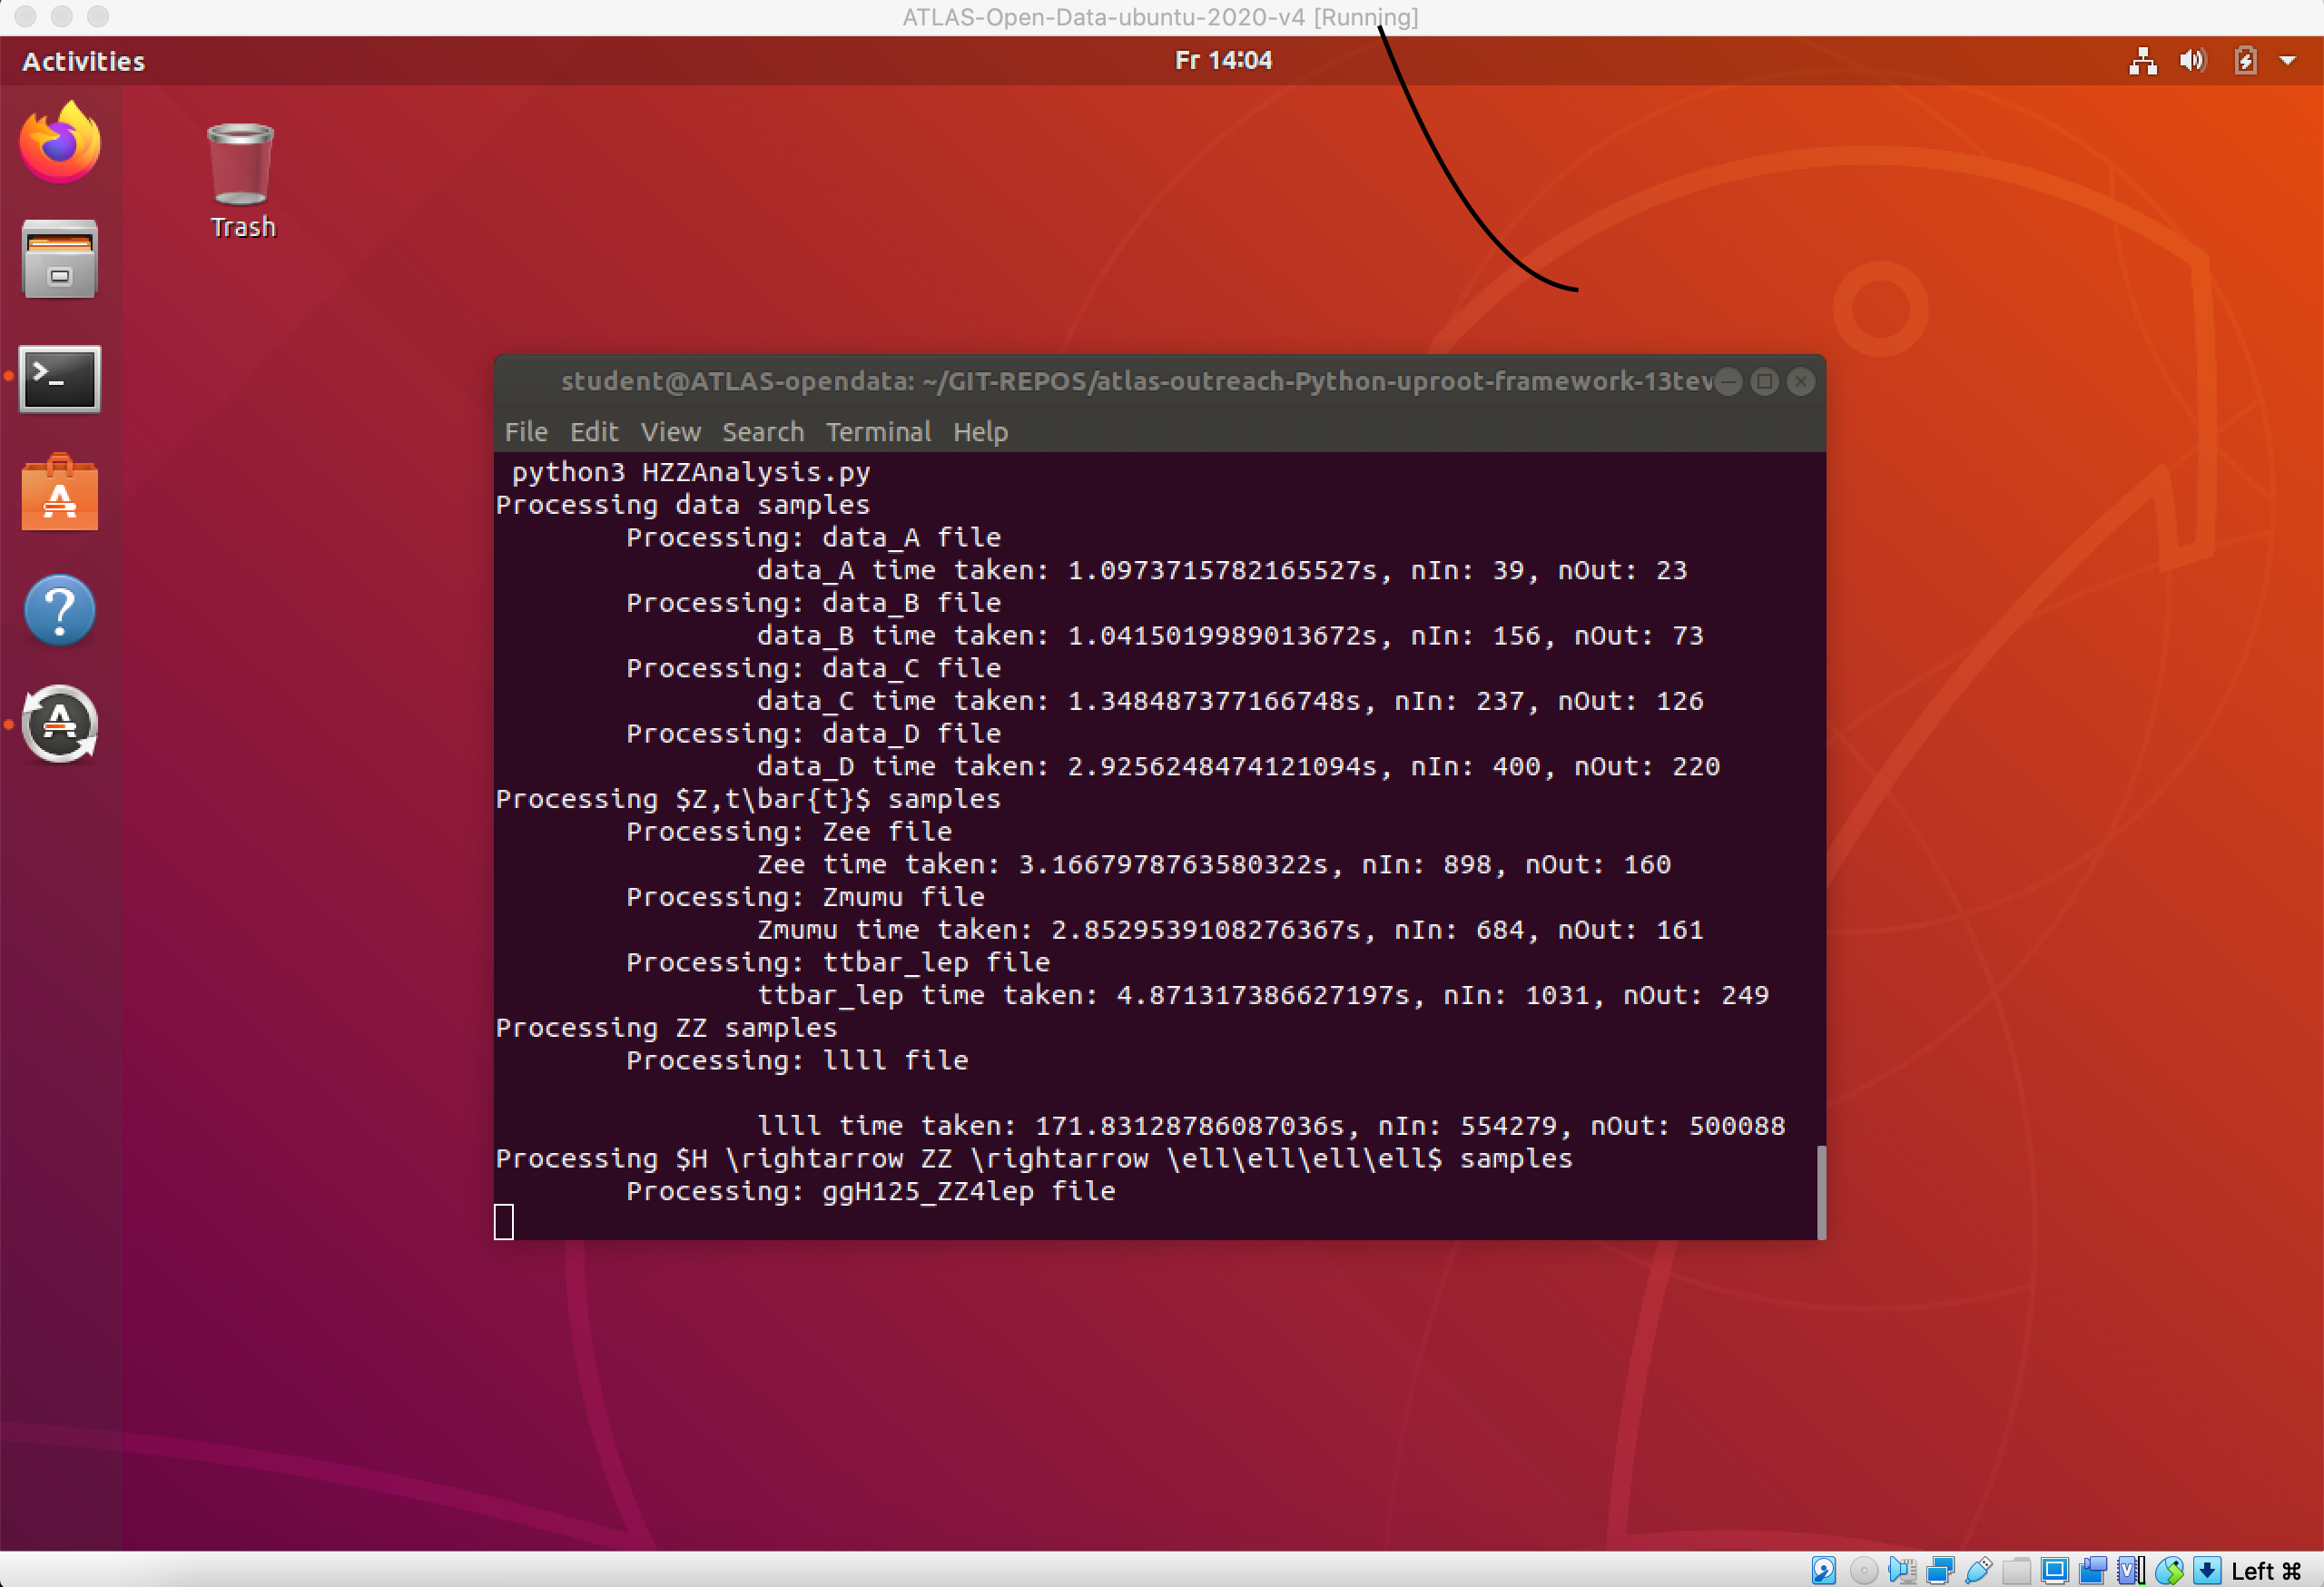 ATLAS-Open-Data-ubuntu-2020-v4 [Running]
Activities
Fr 14:04
Trash
student@ATLAS-opendata: ~/GIT-REPOS/atlas-outreach-Python-uproot-framework-13tev
File Edit View Search Terminal Help
python3 HZZAnalysis.py
Processing data samples
Processing: data_A file
data_A time taken: 1.0973715782165527s, nIn: 39, nOut: 23
Processing: data_B file
data_B time taken: 1.0415019989013672s, nIn: 156, nOut: 73
Processing: data_C file
data_C time taken: 1.348487377166748s, nIn: 237, nOut: 126
Processing: data_D file
data_D time taken: 2.9256248474121094s, nIn: 400, nOut: 220
Processing $Z,t\bar{t}$ samples
Processing: Zee file
Zee time taken: 3.1667978763580322s, nIn: 898, nOut: 160
Processing: Zmumu file
Zmumu time taken: 2.8529539108276367s, nIn: 684, nOut: 161
Processing: ttbar_lep file
ttbar_lep time taken: 4.871317386627197s, nIn: 1031, nOut: 249
Processing ZZ samples
Processing: llll file
llll time taken: 171.83128786087036s, nIn: 554279, nOut: 500088
Processing $H \rightarrow ZZ \rightarrow \ell\ell\ell\ell$ samples
Processing: ggH125_ZZ4lep file
Left ⌘